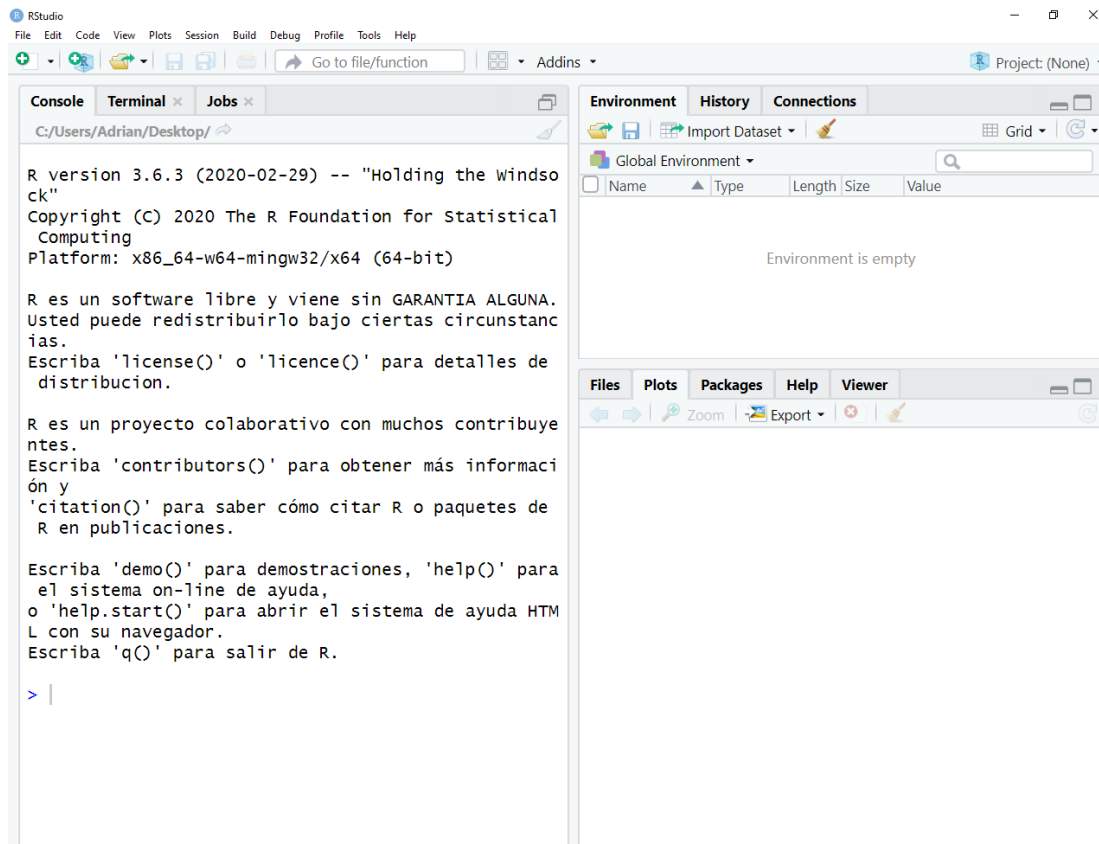 RStudio
File Edit Code View Plots Session Build Debug Profile Tools Help
Go to file/function Addins Project: (None)
Console Terminal Jobs
C:/Users/Adrian/Desktop/
R version 3.6.3 (2020-02-29) -- "Holding the Windso
ck"
Copyright (C) 2020 The R Foundation for Statistical
Computing
Platform: x86_64-w64-mingw32/x64 (64-bit)
R es un software libre y viene sin GARANTIA ALGUNA.
Usted puede redistribuirlo bajo ciertas circunstanc
ias.
Escriba 'license()' o 'licence()' para detalles de
distribucion.
R es un proyecto colaborativo con muchos contribuye
ntes.
Escriba 'contributors()' para obtener más informaci
ón y
'citation()' para saber cómo citar R o paquetes de
R en publicaciones.
Escriba 'demo()' para demostraciones, 'help()' para
el sistema on-line de ayuda,
o 'help.start()' para abrir el sistema de ayuda HTM
L con su navegador.
Escriba 'q()' para salir de R.
>
Environment History Connections
Import Dataset Grid
Global Environment
Name Type Length Size Value
Environment is empty
Files Plots Packages Help Viewer
Zoom Export